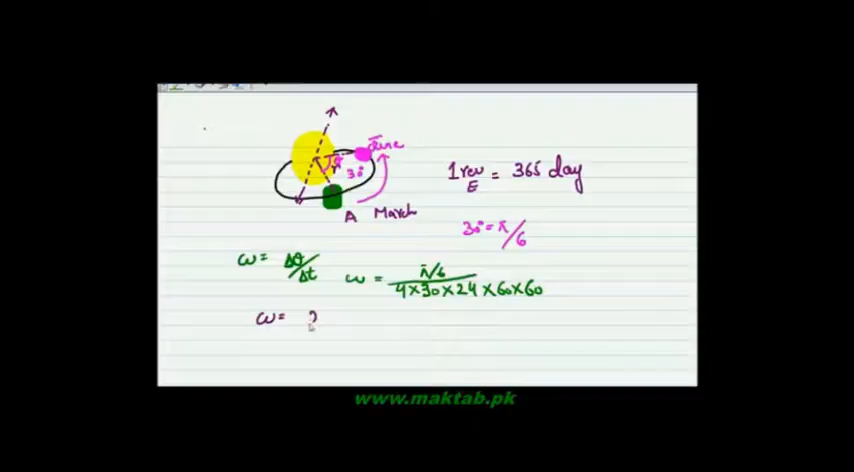 June
30°
A March
1 rev = 365 day
E
30° = π/6
ω = Δθ/Δt
ω = π/6 / 4×30×24×60×60
ω = ?
www.maktab.pk